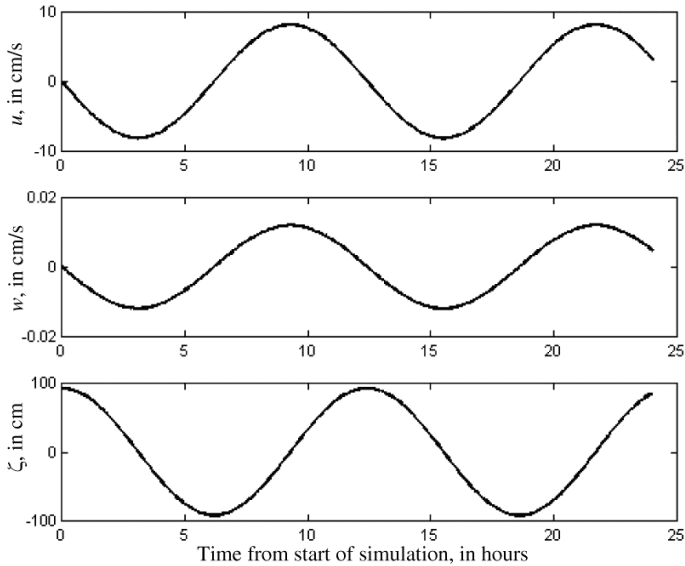 10
0
-10
u, in cm/s
0 5 10 15 20 25
0.02
0
-0.02
w, in cm/s
0 5 10 15 20 25
100
0
-100
ζ, in cm
0 5 10 15 20 25
Time from start of simulation, in hours